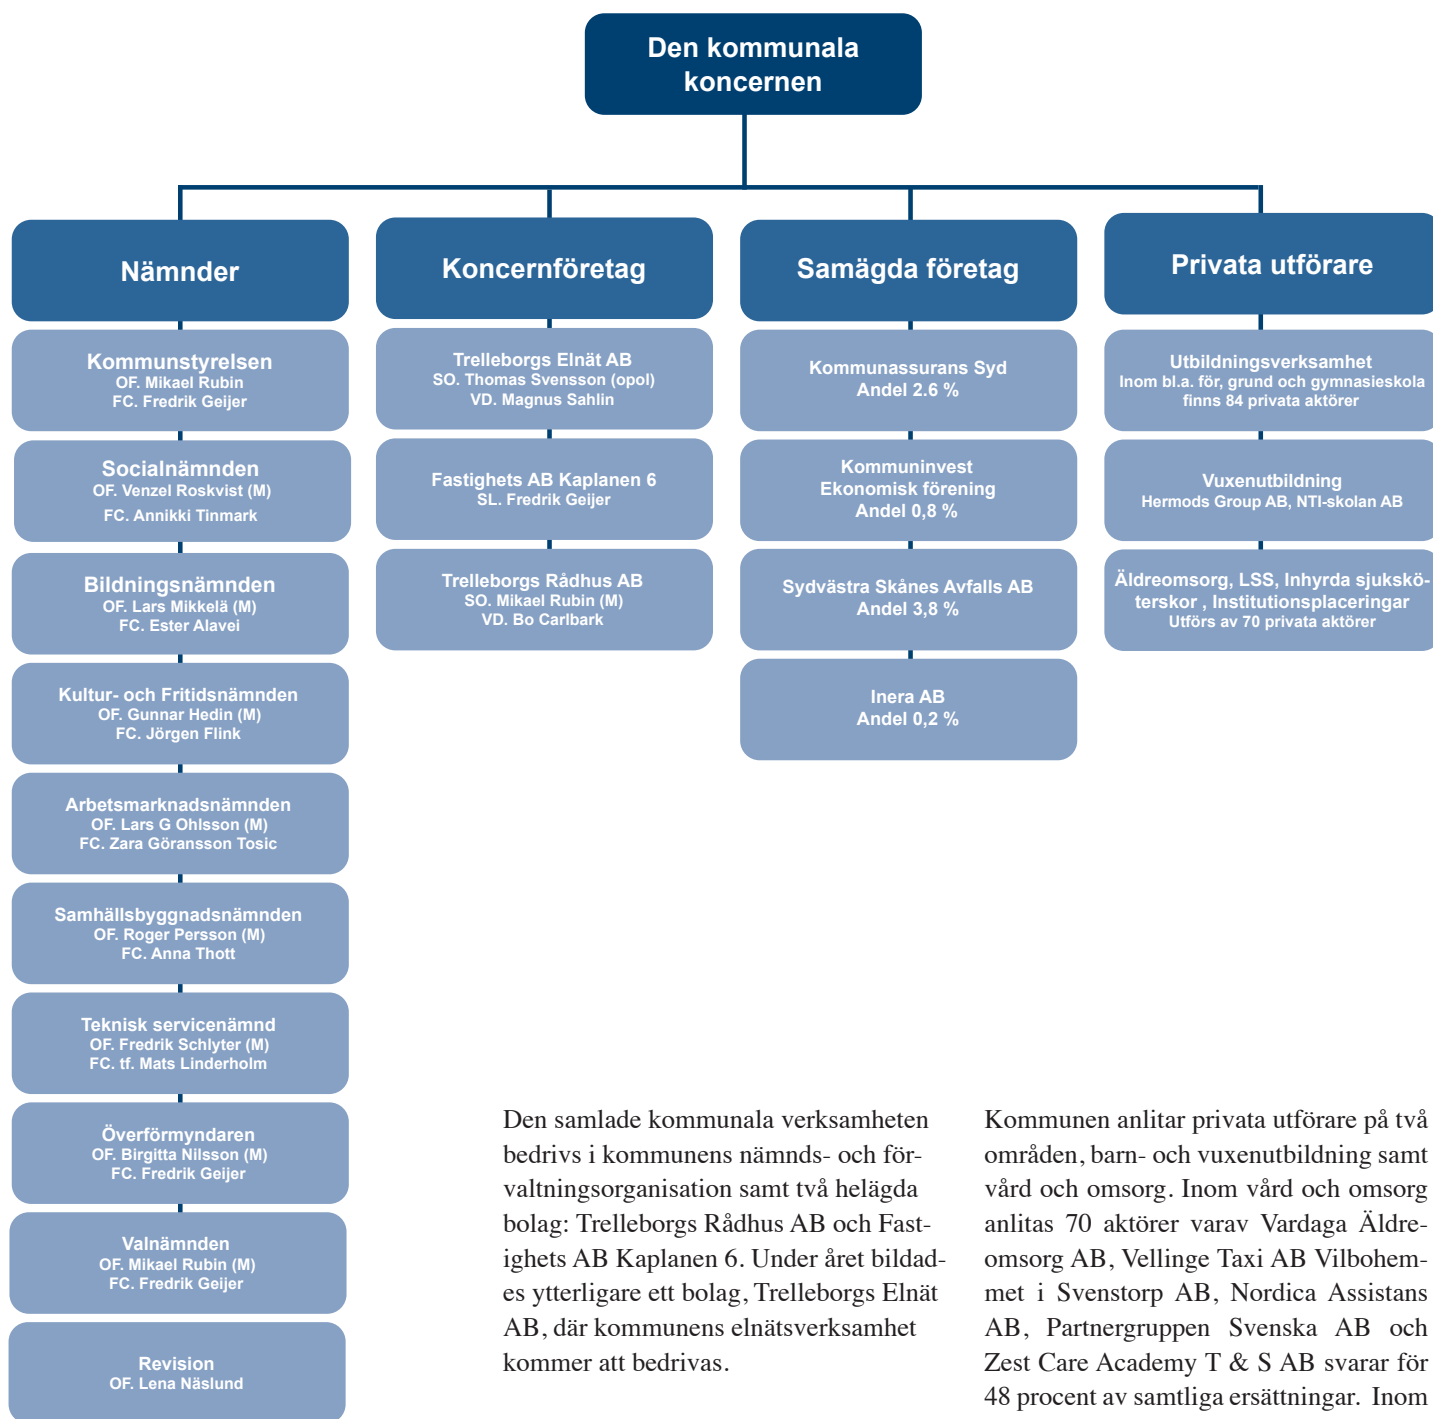 Den kommunala
koncernen
Nämnder
Kommunstyrelsen
OF. Mikael Rubin
FC. Fredrik Geijer
Socialnämnden
OF. Venzel Roskvist (M)
FC. Annikki Tinmark
Bildningsnämnden
OF. Lars Mikkelä (M)
FC. Ester Alavei
Kultur- och Fritidsnämnden
OF. Gunnar Hedin (M)
FC. Jörgen Flink
Arbetsmarknadsnämnden
OF. Lars G Ohlsson (M)
FC. Zara Göransson Tosic
Samhällsbyggnadsnämnden
OF. Roger Persson (M)
FC. Anna Thott
Teknisk servicenämnd
OF. Fredrik Schlyter (M)
FC. tf. Mats Linderholm
Överförmyndaren
OF. Birgitta Nilsson (M)
FC. Fredrik Geijer
Valnämnden
OF. Mikael Rubin (M)
FC. Fredrik Geijer
Revision
OF. Lena Näslund
Koncernföretag
Trelleborgs Elnät AB
SO. Thomas Svensson (opol)
VD. Magnus Sahlin
Fastighets AB Kaplanen 6
SL. Fredrik Geijer
Trelleborgs Rådhus AB
SO. Mikael Rubin (M)
VD. Bo Carlbark
Samägda företag
Kommunassurans Syd
Andel 2.6 %
Kommuninvest
Ekonomisk förening
Andel 0,8 %
Sydvästra Skånes Avfalls AB
Andel 3,8 %
Inera AB
Andel 0,2 %
Privata utförare
Utbildningsverksamhet
Inom bl.a. för, grund och gymnasieskola
finns 84 privata aktörer
Vuxenutbildning
Hermods Group AB, NTI-skolan AB
Äldreomsorg, LSS, Inhyrda sjukskö-
terskor , Institutionsplaceringar
Utförs av 70 privata aktörer
Den samlade kommunala verksamheten
bedrivs i kommunens nämnds- och för-
valtningsorganisation samt två helägda
bolag: Trelleborgs Rådhus AB och Fast-
ighets AB Kaplanen 6. Under året bildad-
es ytterligare ett bolag, Trelleborgs Elnät
AB, där kommunens elnätsverksamhet
kommer att bedrivas.
Kommunen anlitar privata utförare på två
områden, barn- och vuxenutbildning samt
vård och omsorg. Inom vård och omsorg
anlitas 70 aktörer varav Vardaga Äldre-
omsorg AB, Vellinge Taxi AB Vilbohem-
met i Svenstorp AB, Nordica Assistans
AB, Partnergruppen Svenska AB och
Zest Care Academy T & S AB svarar för
48 procent av samtliga ersättningar. Inom